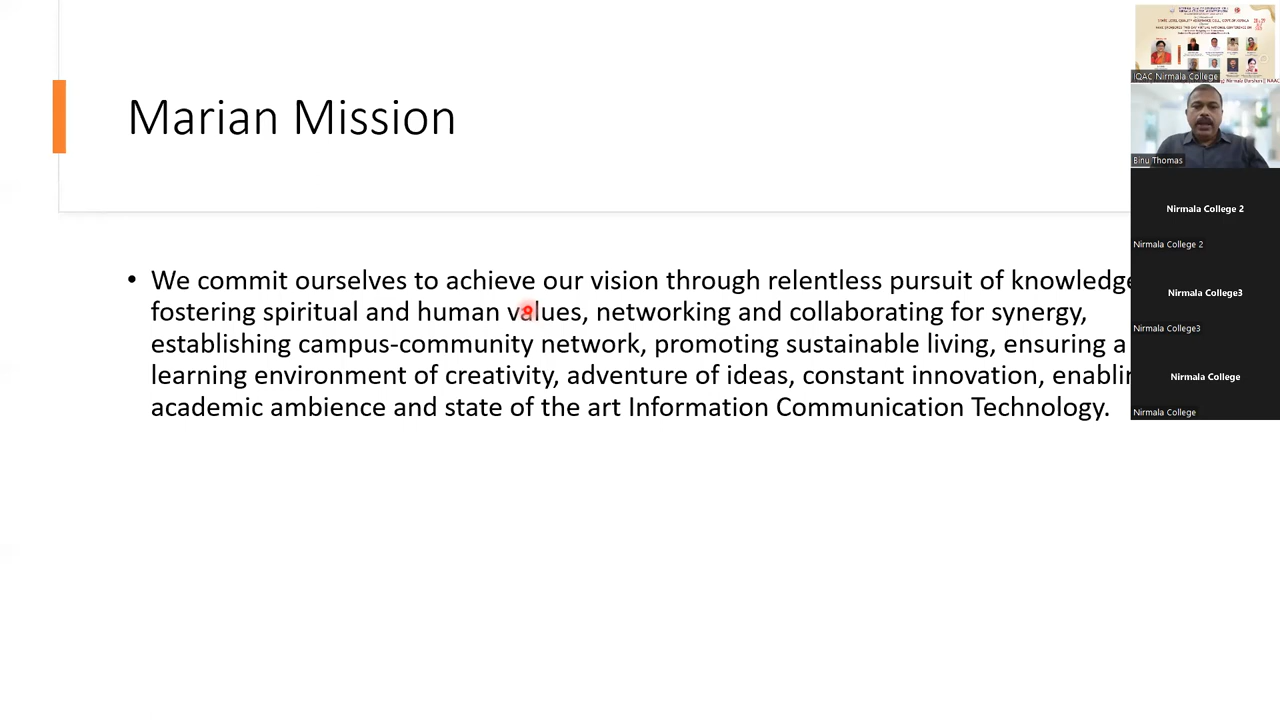 Marian Mission
• We commit ourselves to achieve our vision through relentless pursuit of knowledge
fostering spiritual and human values, networking and collaborating for synergy,
establishing campus-community network, promoting sustainable living, ensuring a
learning environment of creativity, adventure of ideas, constant innovation,
academic ambience and state of the art Information Communication Technology.
IQAC Nirmala College
Binu Thomas
Nirmala College 2
Nirmala College 2
Nirmala College3
Nirmala College3
Nirmala College
Nirmala College